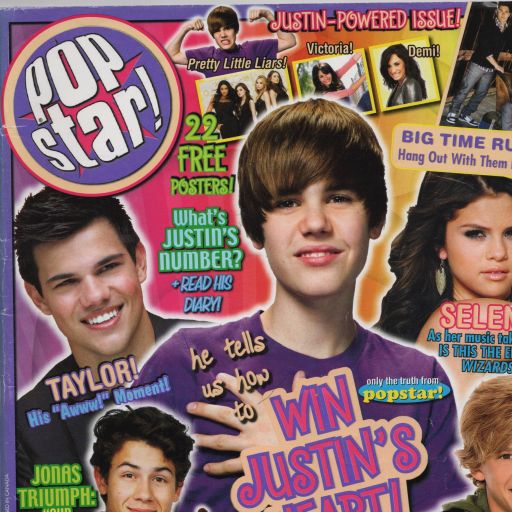 JUSTIN-POWERED ISSUE!
pop
star!
Pretty Little Liars!
Victoria!
Demi!
22
FREE
POSTERS!
BIG TIME RU
Hang Out With Them
What's
JUSTIN'S
NUMBER?
+ READ HIS
DIARY!
SELEN
As her music tak
IS THIS THE E
WIZARDS
TAYLOR!
His "Awww!" Moment!
he tells
us how
to
only the truth from
popstar!
WIN
JUSTIN'S
HEART!
JONAS
TRIUMPH: